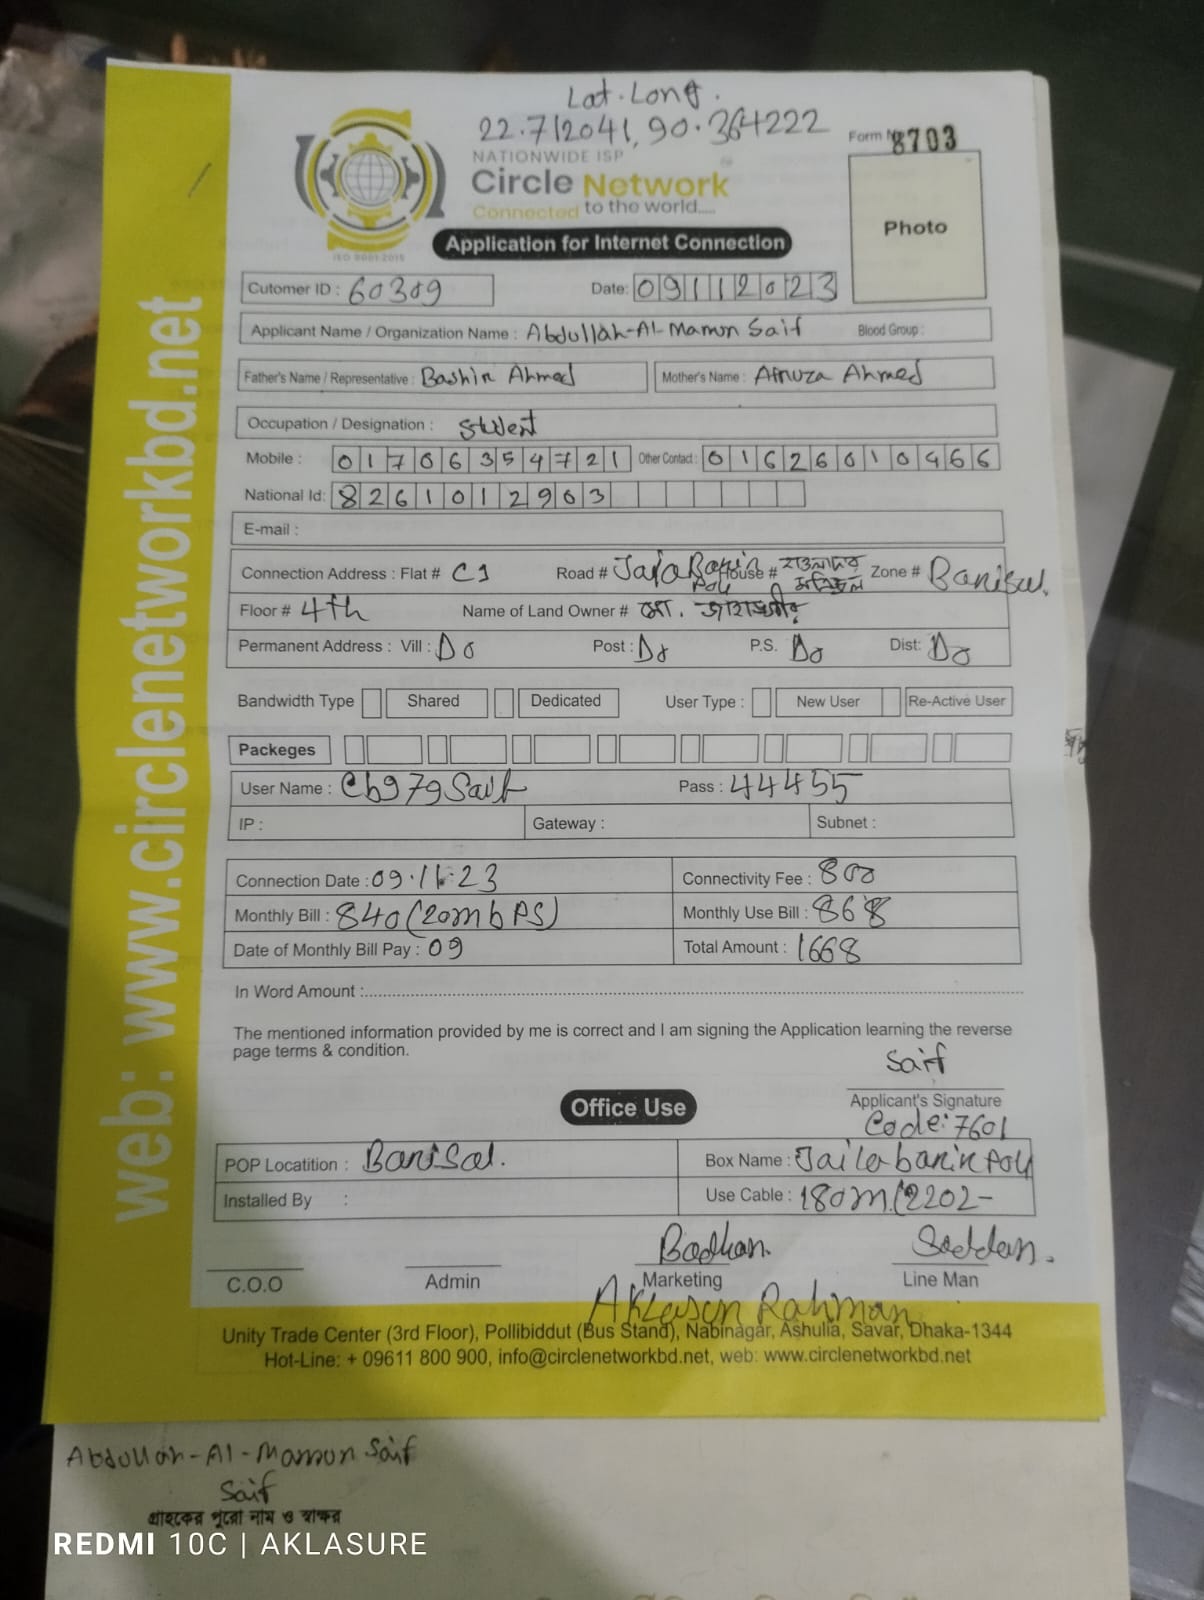 Lat. Long.
22.712041, 90.364222
Form No 8703
NATIONWIDE ISP
Circle Network
Connected to the world.....
ISO 9001:2015
Photo
Application for Internet Connection
Cutomer ID : 60309 Date: 09112023
Applicant Name / Organization Name : Abdullah-Al-Mamon Saif Blood Group :
Father's Name / Representative : Bashir Ahmed Mother's Name : Afruza Ahmed
Occupation / Designation : Student
Mobile : 01706354721 Other Contact : 01626010466
National Id: 8261012903
E-mail :
Connection Address : Flat # C1 Road # House # হাওলাদার Zone # Barisal
Floor # 4th Name of Land Owner # মো. জাহাঙ্গীর
Permanent Address : Vill : Do Post : Do P.S. Do Dist: Do
Bandwidth Type Shared Dedicated User Type : New User Re-Active User
Packeges
User Name : Cb979Saif Pass : 44455
IP : Gateway : Subnet :
Connection Date : 09.11.23 Connectivity Fee : 800
Monthly Bill : 840(20mbPS) Monthly Use Bill : 868
Date of Monthly Bill Pay : 09 Total Amount : 1668
In Word Amount :
The mentioned information provided by me is correct and I am signing the Application learning the reverse
page terms & condition.
Saif
Applicant's Signature
Office Use
Code: 7601
POP Locatition : Barisal. Box Name :
Installed By : Use Cable : 180m(2202-
Badhan. Saddam.
C.O.O Admin Marketing Line Man
Rahman
Unity Trade Center (3rd Floor), Pollibiddut (Bus Stand), Nabinagar, Ashulia, Savar, Dhaka-1344
Hot-Line: + 09611 800 900, info@circlenetworkbd.net, web: www.circlenetworkbd.net
web: www.circlenetworkbd.net
Abdullah-Al-Mamon Saif
Saif
গ্রাহকের পুরো নাম ও স্বাক্ষর
REDMI 10C | AKLASURE